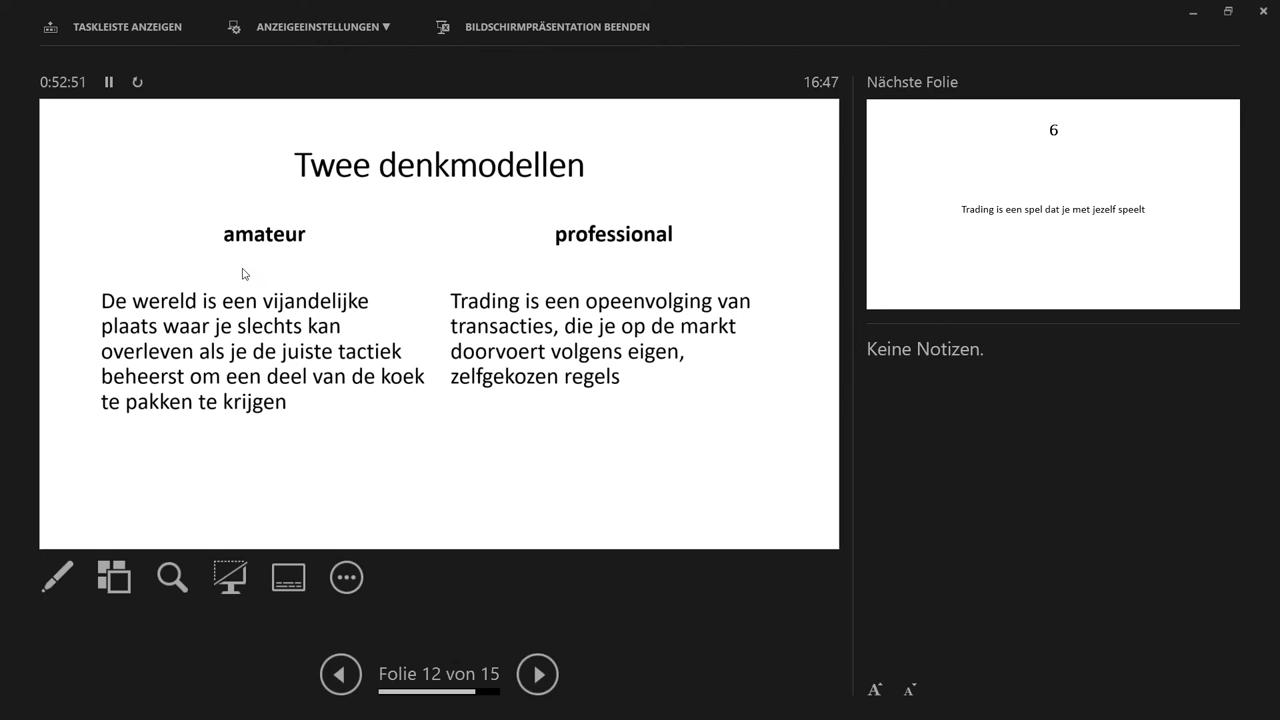 TASKLEISTE ANZEIGEN
ANZEIGEEINSTELLUNGEN ▼
BILDSCHIRMPRÄSENTATION BEENDEN
0:52:51
16:47
Twee denkmodellen
amateur
De wereld is een vijandelijke
plaats waar je slechts kan
overleven als je de juiste tactiek
beheerst om een deel van de koek
te pakken te krijgen
professional
Trading is een opeenvolging van
transacties, die je op de markt
doorvoert volgens eigen,
zelfgekozen regels
Nächste Folie
6
Trading is een spel dat je met jezelf speelt
Keine Notizen.
Folie 12 von 15
A A